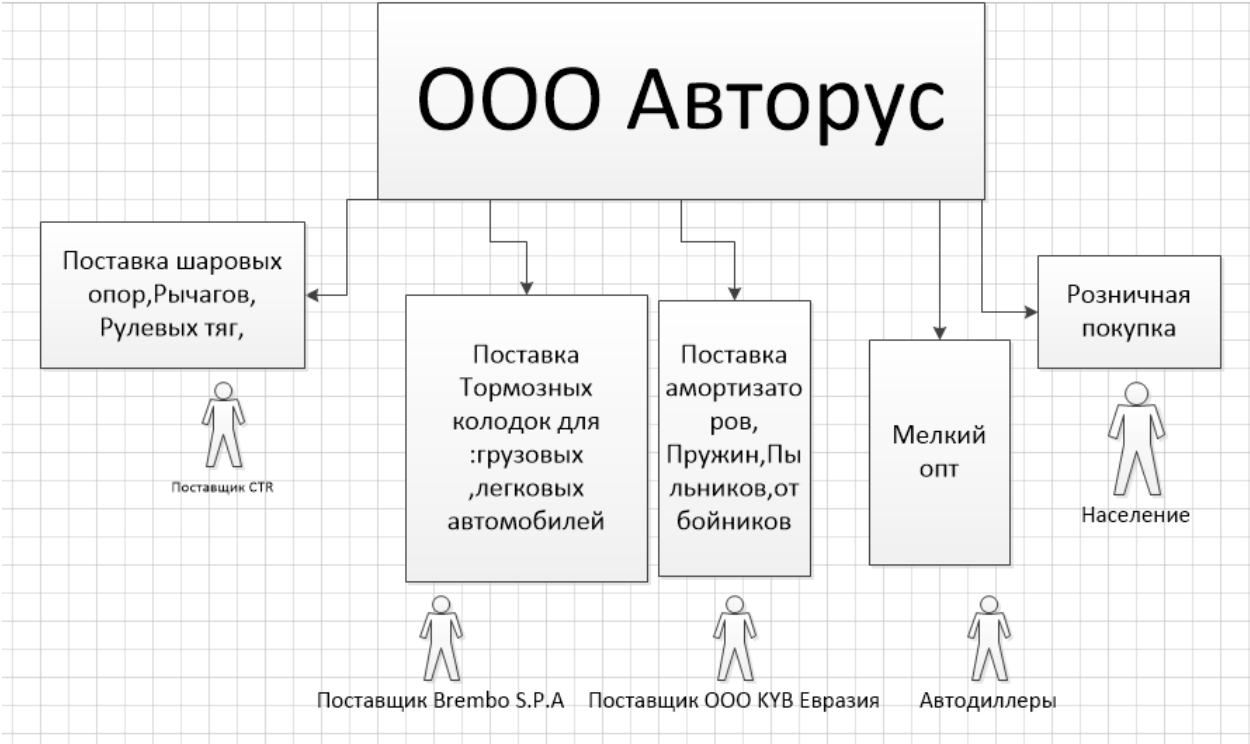 ООО Авторус
Поставка шаровых
опор,Рычагов,
Рулевых тяг,
Поставщик CTR
Поставка
Тормозных
колодок для
:грузовых
,легковых
автомобилей
Поставщик Brembo S.P.A
Поставка
амортизато
ров,
Пружин,Пы
льников,от
бойников
Поставщик ООО KYB Евразия
Мелкий
опт
Автодиллеры
Розничная
покупка
Население